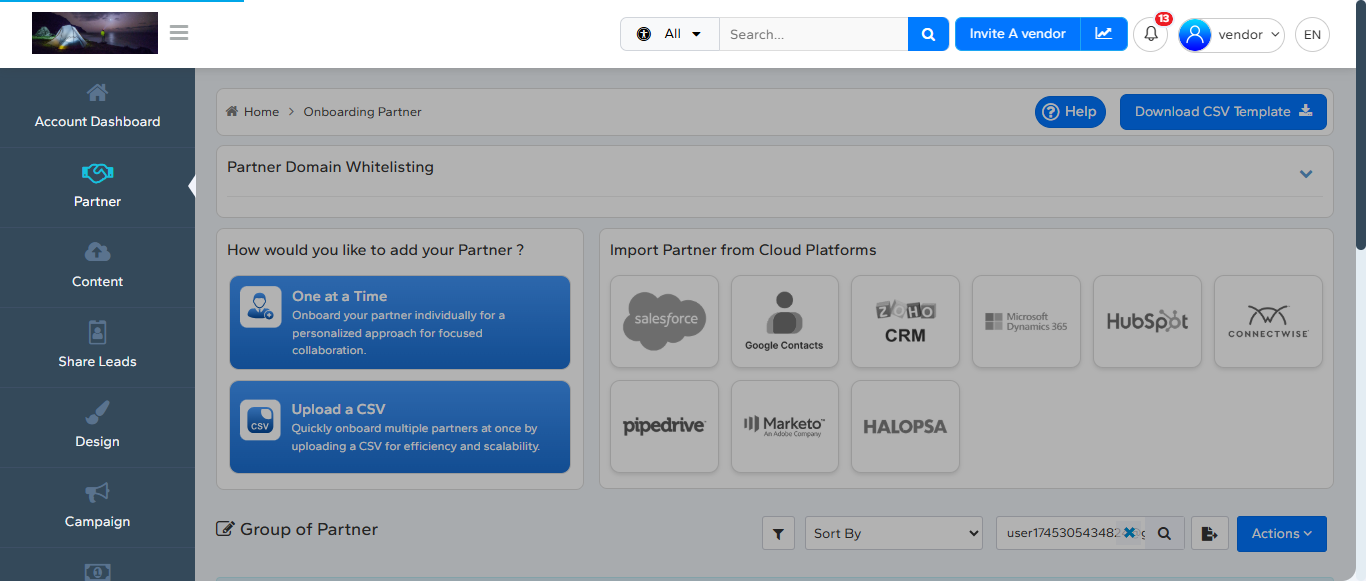 All
Search...
Invite A vendor
13
vendor
EN
Account Dashboard
Partner
Content
Share Leads
Design
Campaign
Home > Onboarding Partner
Help
Download CSV Template
Partner Domain Whitelisting
How would you like to add your Partner ?
One at a Time
Onboard your partner individually for a
personalized approach for focused
collaboration.
CSV
Upload a CSV
Quickly onboard multiple partners at once by
uploading a CSV for efficiency and scalability.
Import Partner from Cloud Platforms
salesforce
Google Contacts
ZOHO
CRM
Microsoft
Dynamics 365
HubSpot
CONNECTWISE
pipedrive
Marketo™
An Adobe Company
HALOPSA
Group of Partner
Sort By
Actions